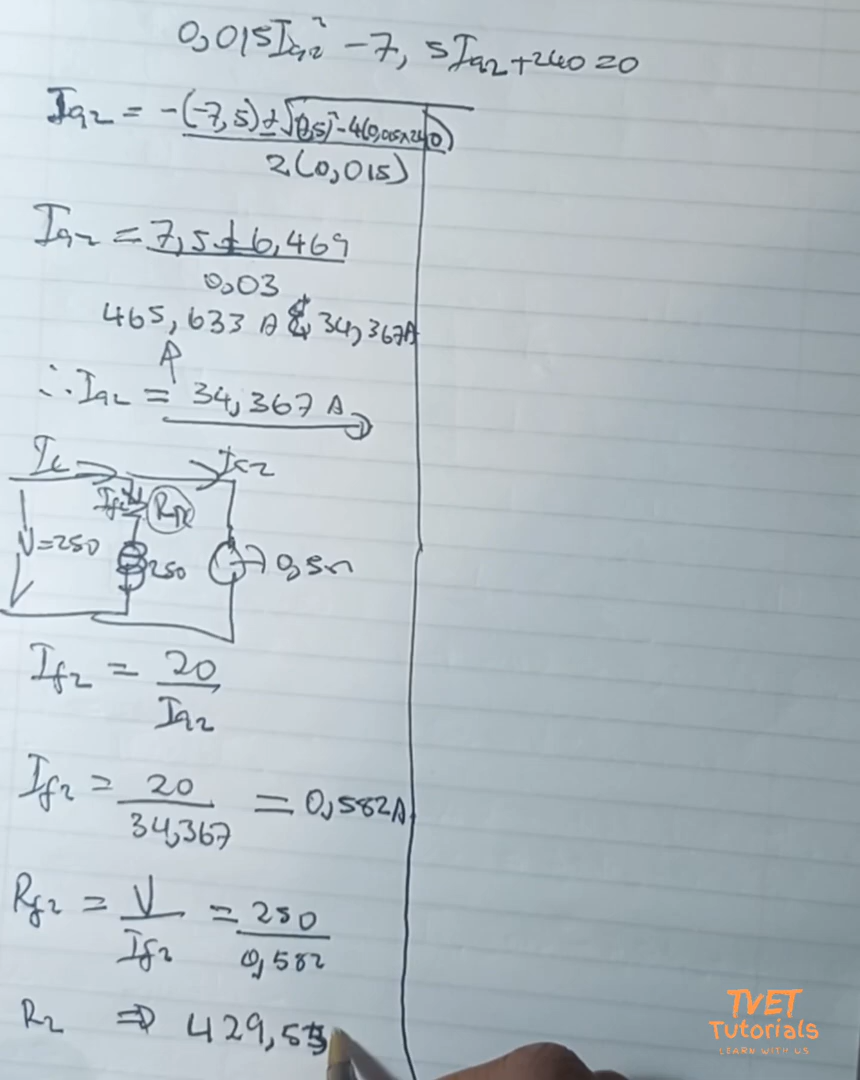 0,015Ia2² - 7,5Ia2 + 240 = 0
Ia2 = -(-7,5) ± √(7,5)² - 4(0,015×240)
2(0,015)
Ia2 = 7,5 ± 6,469
0,03
465,633 A & 34,367A
∴ Ia2 = 34,367 A
IL Ia2
If2 Rx
V=250 250 0,5Ω
If2 = 20
Ia2
If2 = 20 = 0,582A
34,367
Rf2 = V = 250
If2 0,582
R2 ⇒ 429,5
TVET
Tutorials
LEARN WITH US